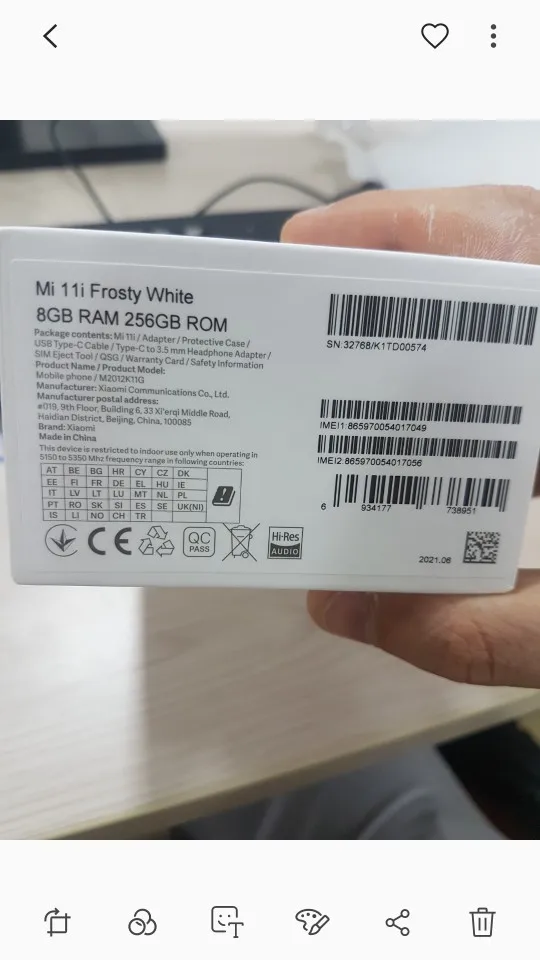 Mi 11i Frosty White
8GB RAM 256GB ROM
Package contents: Mi 11i / Adapter / Protective Case /
USB Type-C Cable / Type-C to 3.5 mm Headphone Adapter /
SIM Eject Tool / QSG / Warranty Card / Safety Information
Product Name / Product Model:
Mobile phone / M2012K11G
Manufacturer: Xiaomi Communications Co., Ltd.
Manufacturer postal address:
#019, 9th Floor, Building 6, 33 Xi'erqi Middle Road,
Haidian District, Beijing, China, 100085
Brand: Xiaomi
Made in China
This device is restricted to indoor use only when operating in
5150 to 5350 Mhz frequency range in following countries:
AT BE BG HR CY CZ DK
EE FI FR DE EL HU IE
IT LV LT LU MT NL PL
PT RO SK SI ES SE UK(NI)
IS LI NO CH TR
CE
QC
PASS
Hi-Res
AUDIO
SN:32768/K1TD00574
IMEI1:865970054017049
IMEI2:865970054017056
6 934177 738951
2021.06
T